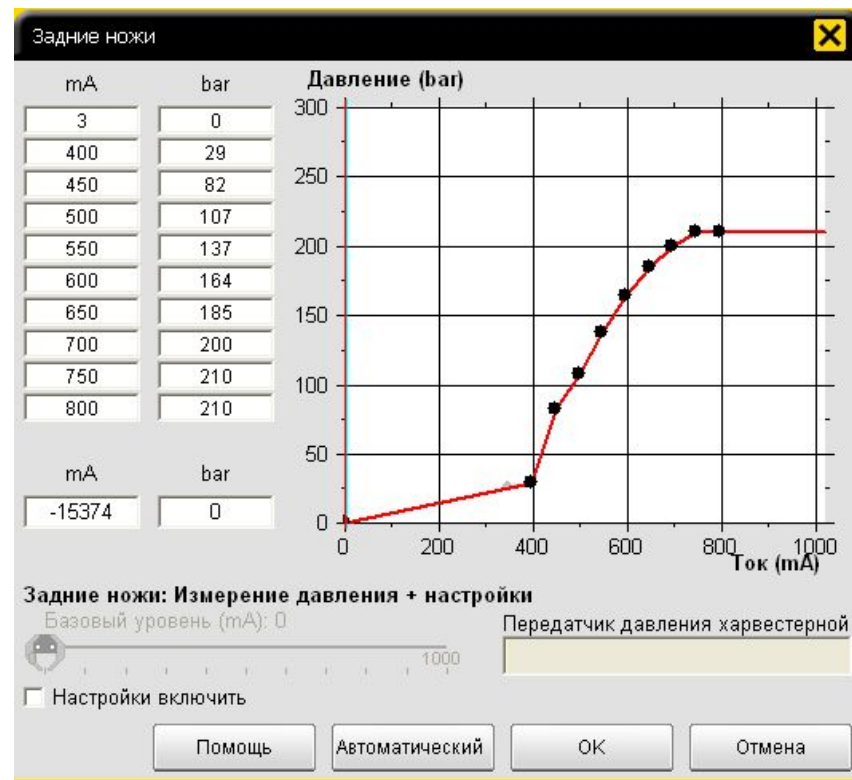 Задние ножи
mA bar Давление (bar)
3 0
400 29
450 82
500 107
550 137
600 164
650 185
700 200
750 210
800 210
mA bar
-15374 0
300
250
200
150
100
50
0
0 200 400 600 800 1000
Ток (mA)
Задние ножи: Измерение давления + настройки
Базовый уровень (mA): 0
Передатчик давления харвестерной
1000
Настройки включить
Помощь Автоматический OK Отмена